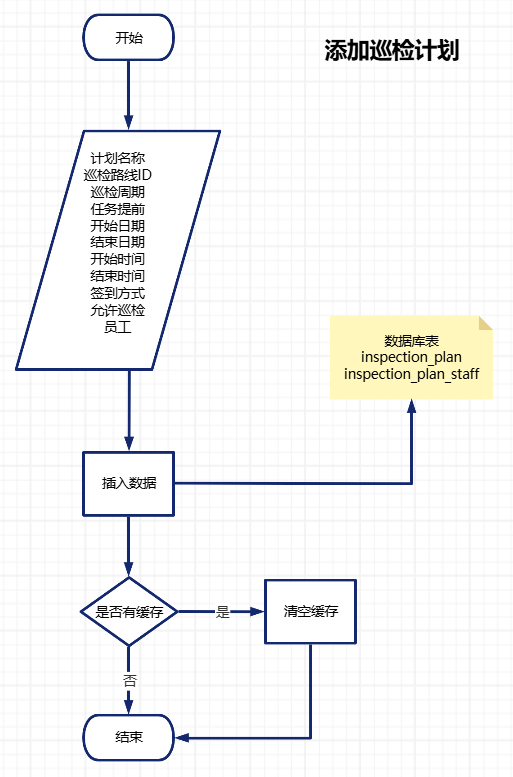 开始
添加巡检计划
计划名称
巡检路线ID
巡检周期
任务提前
开始日期
结束日期
开始时间
结束时间
签到方式
允许巡检
员工
数据库表
inspection_plan
inspection_plan_staff
插入数据
是否有缓存
是
清空缓存
否
结束